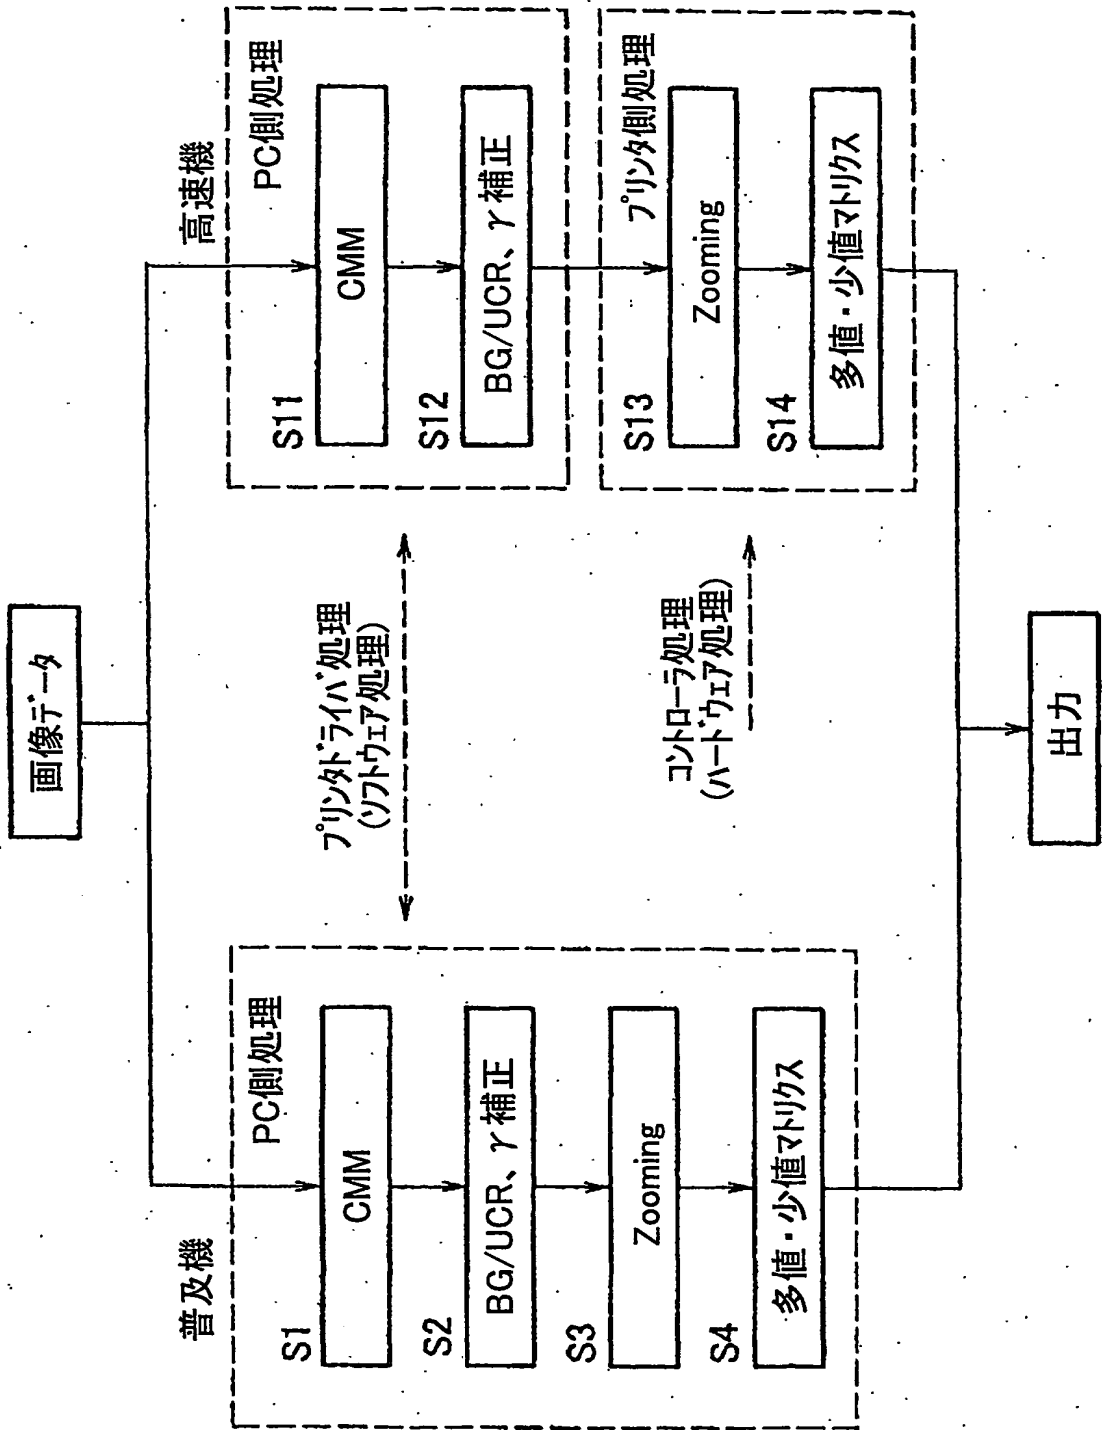 画像データ
普及機
PC側処理
S1
CMM
S2
BG/UCR、γ補正
S3
Zooming
S4
多値・少値マトリクス
プリンタドライバ処理
(ソフトウェア処理)
コントローラ処理
(ハードウェア処理)
高速機
PC側処理
S11
CMM
S12
BG/UCR、γ補正
プリンタ側処理
S13
Zooming
S14
多値・少値マトリクス
出力